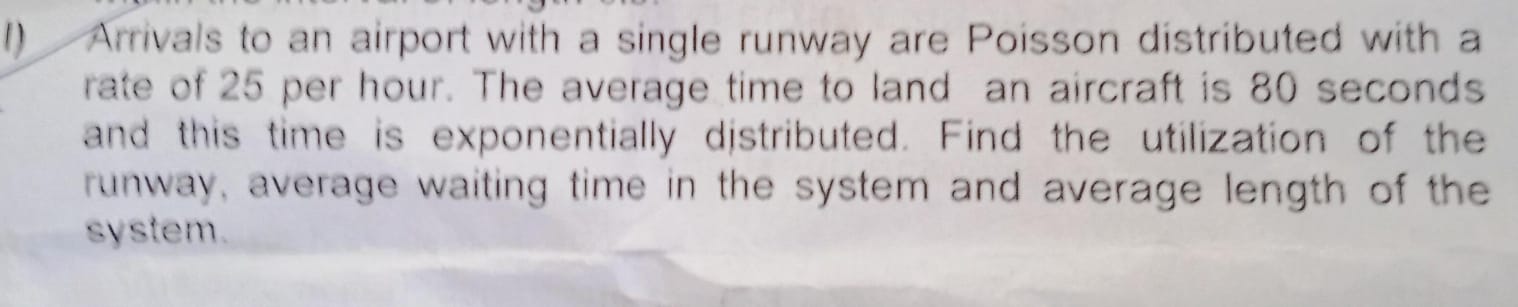 I) Arrivals to an airport with a single runway are Poisson distributed with a
rate of 25 per hour. The average time to land an aircraft is 80 seconds
and this time is exponentially distributed. Find the utilization of the
runway, average waiting time in the system and average length of the
system.